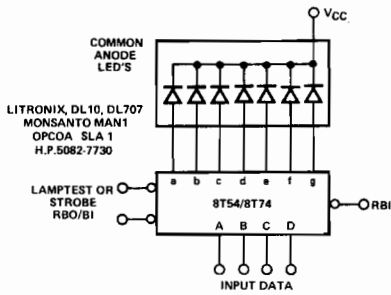 VCC
COMMON
ANODE
LED'S
LITRONIX, DL10, DL707
MONSANTO MAN1
OPCOA SLA 1
H.P.5082-7730
a b c d e f g
LAMPTEST OR
STROBE
RBO/BI
8T54/8T74
RBI
A B C D
INPUT DATA